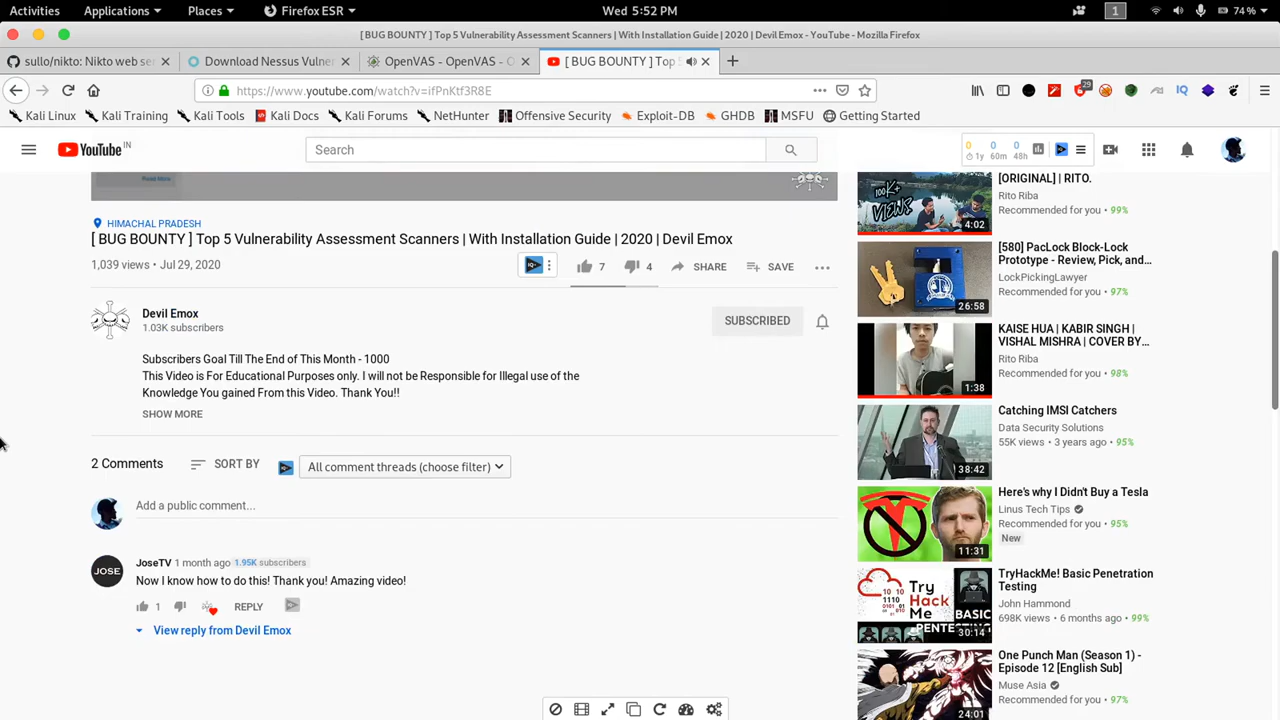 Activities Applications Places Firefox ESR Wed 5:52 PM 1 74 %
[ BUG BOUNTY ] Top 5 Vulnerability Assessment Scanners | With Installation Guide | 2020 | Devil Emox - YouTube - Mozilla Firefox
sullo/nikto: Nikto web se Download Nessus Vulner OpenVAS - OpenVAS - O [ BUG BOUNTY ] Top 5
https://www.youtube.com/watch?v=ifPnKtf3R8E 29
Kali Linux Kali Training Kali Tools Kali Docs Kali Forums NetHunter Offensive Security Exploit-DB GHDB MSFU Getting Started
YouTube IN Search 0 0 0
1y 60m 48h
Read More
HIMACHAL PRADESH
[ BUG BOUNTY ] Top 5 Vulnerability Assessment Scanners | With Installation Guide | 2020 | Devil Emox
1,039 views • Jul 29, 2020 7 4 SHARE SAVE
Devil Emox
1.03K subscribers
SUBSCRIBED
Subscribers Goal Till The End of This Month - 1000
This Video is For Educational Purposes only. I will not be Responsible for Illegal use of the
Knowledge You gained From this Video. Thank You!!
SHOW MORE
2 Comments SORT BY All comment threads (choose filter)
Add a public comment...
JOSE
JoseTV 1 month ago 1.95K subscribers
Now I know how to do this! Thank you! Amazing video!
1 REPLY
View reply from Devil Emox
100K+
VIEWS
4:02
[ORIGINAL] | RITO.
Rito Riba
Recommended for you • 99%
26:58
[580] PacLock Block-Lock
Prototype - Review, Pick, and...
LockPickingLawyer
Recommended for you • 97%
1:38
KAISE HUA | KABIR SINGH |
VISHAL MISHRA | COVER BY...
Rito Riba
Recommended for you • 98%
38:42
Catching IMSI Catchers
Data Security Solutions
55K views • 3 years ago • 95%
11:31
Here's why I Didn't Buy a Tesla
Linus Tech Tips
Recommended for you • 95%
New
Try
Hack
Me
BASIC
PENTESTING
30:14
TryHackMe! Basic Penetration
Testing
John Hammond
698K views • 6 months ago • 99%
24:01
One Punch Man (Season 1) -
Episode 12 [English Sub]
Muse Asia
Recommended for you • 97%